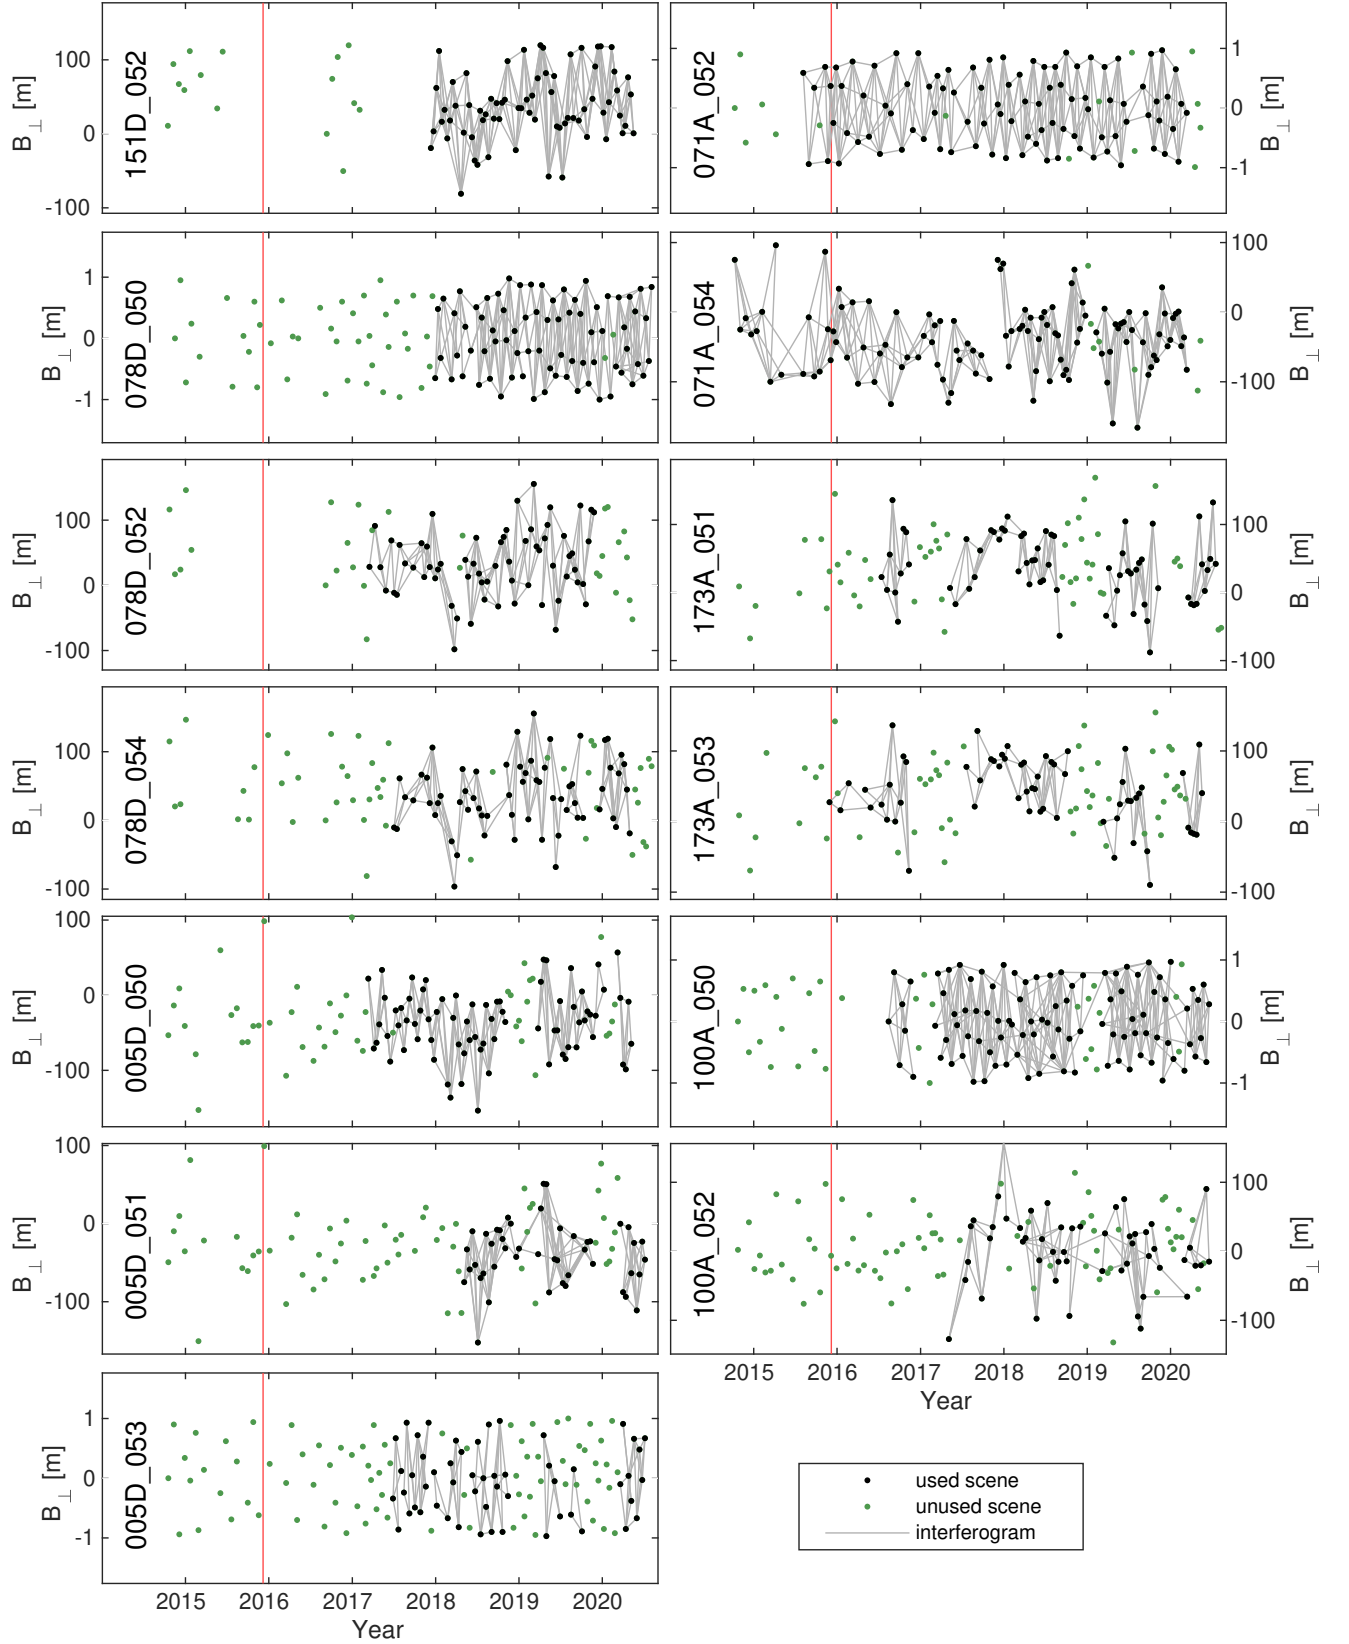 B⊥ [m]
100
0
-100
151D_052
071A_052
1
0
-1
B⊥ [m]
B⊥ [m]
1
0
-1
078D_050
071A_054
100
0
-100
B⊥ [m]
B⊥ [m]
100
0
-100
078D_052
173A_051
100
0
-100
B⊥ [m]
B⊥ [m]
100
0
-100
078D_054
173A_053
100
0
-100
B⊥ [m]
B⊥ [m]
100
0
-100
005D_050
100A_050
1
0
-1
B⊥ [m]
B⊥ [m]
100
0
-100
005D_051
100A_052
100
0
-100
B⊥ [m]
2015 2016 2017 2018 2019 2020
Year
B⊥ [m]
1
0
-1
005D_053
2015 2016 2017 2018 2019 2020
Year
used scene
unused scene
interferogram